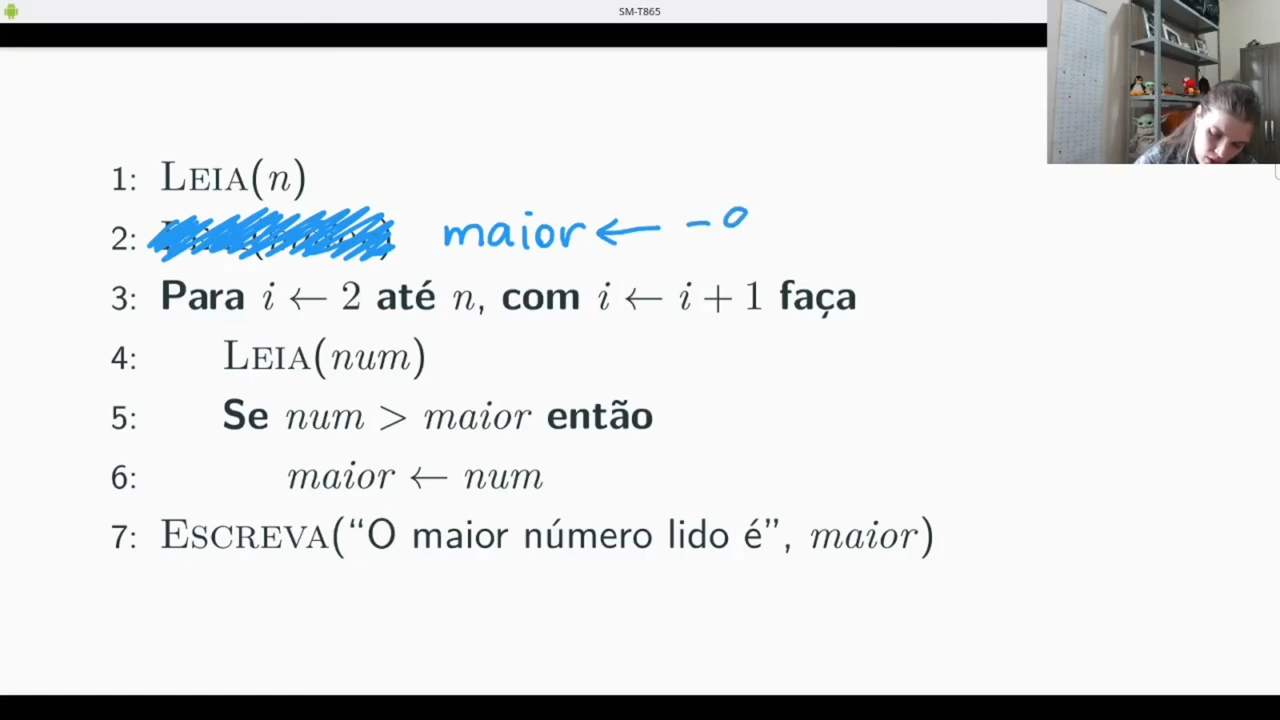 SM-T865
1: LEIA(n)
2: maior ← -
3: Para i ← 2 até n, com i ← i + 1 faça
4: LEIA(num)
5: Se num > maior então
6: maior ← num
7: ESCREVA(“O maior número lido é”, maior)